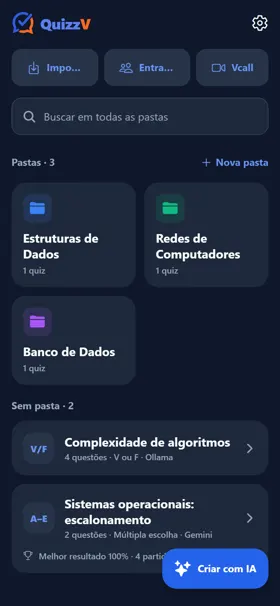 QuizzV
Impo...
Entra...
Vcall
Buscar em todas as pastas
Pastas · 3
+ Nova pasta
Estruturas de
Dados
1 quiz
Redes de
Computadores
1 quiz
Banco de Dados
1 quiz
Sem pasta · 2
V/F
Complexidade de algoritmos
4 questões · V ou F · Ollama
A–E
Sistemas operacionais:
escalonamento
2 questões · Múltipla escolha · Gemini
Melhor resultado 100% · 4 partic
Criar com IA